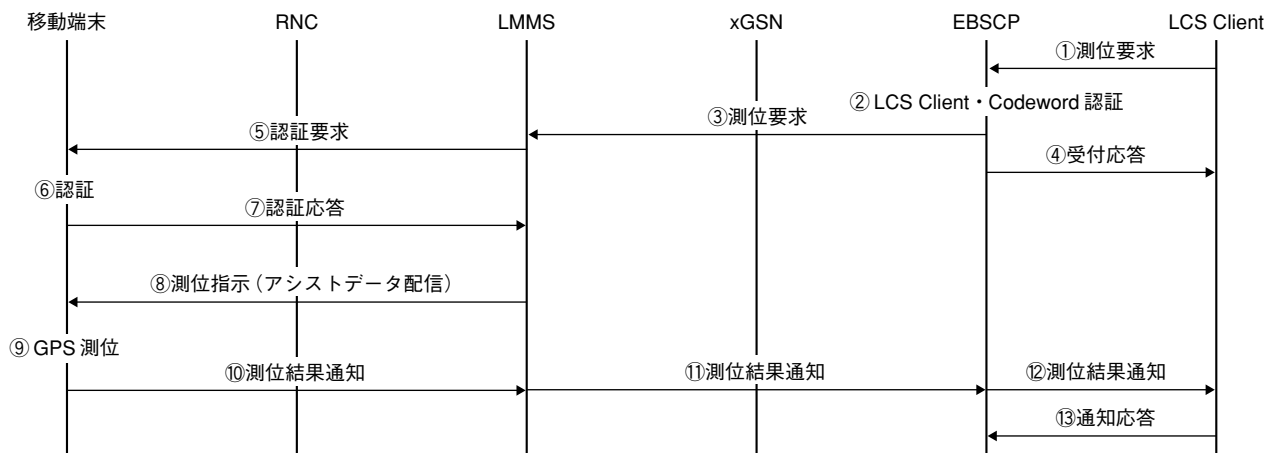 移動端末 RNC LMMS xGSN EBSCP LCS Client
①測位要求
②LCS Client・Codeword 認証
③測位要求
⑤認証要求
④受付応答
⑥認証
⑦認証応答
⑧測位指示（アシストデータ配信）
⑨GPS 測位
⑩測位結果通知 ⑪測位結果通知 ⑫測位結果通知
⑬通知応答